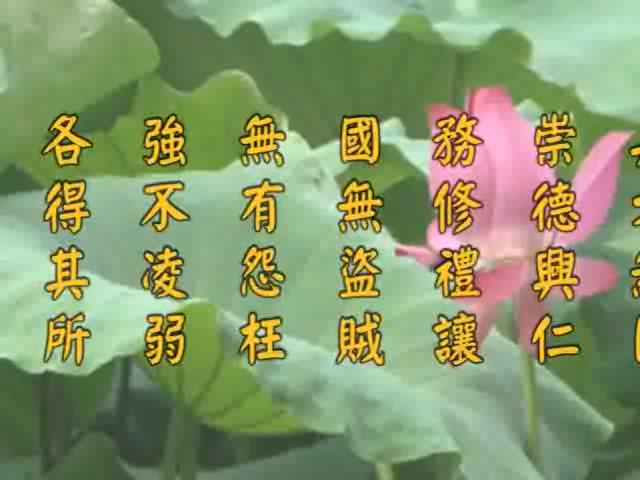 崇德興仁
務修禮讓
國無盜賊
無有怨枉
強不凌弱
各得其所